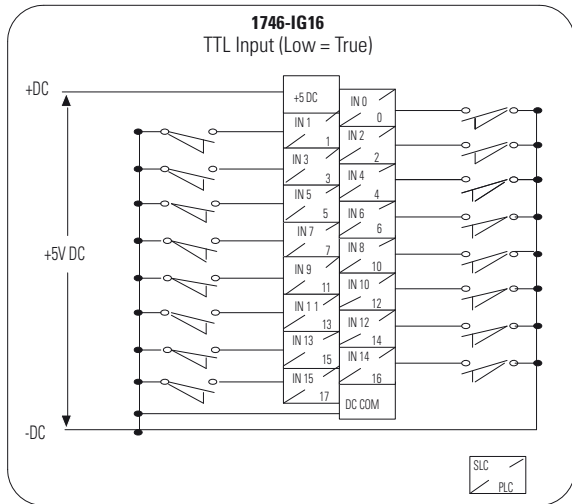 1746-IG16
TTL Input (Low = True)
+DC
+5 DC
IN 0
0
IN 1
1
IN 2
2
IN 3
3
IN 4
4
IN 5
5
IN 6
6
IN 7
7
+5V DC
IN 8
10
IN 9
11
IN 10
12
IN 1 1
13
IN 12
14
IN 13
15
IN 14
16
IN 15
17
DC COM
-DC
SLC
PLC